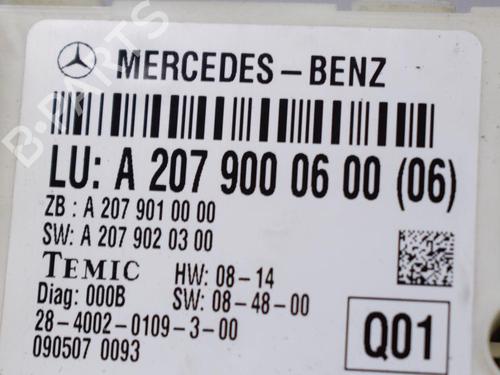 MERCEDES-BENZ
LU: A 207 900 06 00 (06)
ZB : A 207 901 00 00
SW: A 207 902 03 00
TEMIC HW: 08-14
Diag: 000B SW: 08-48-00
28-4002-0109-3-00
090507 0093
Q01
B-PARTS